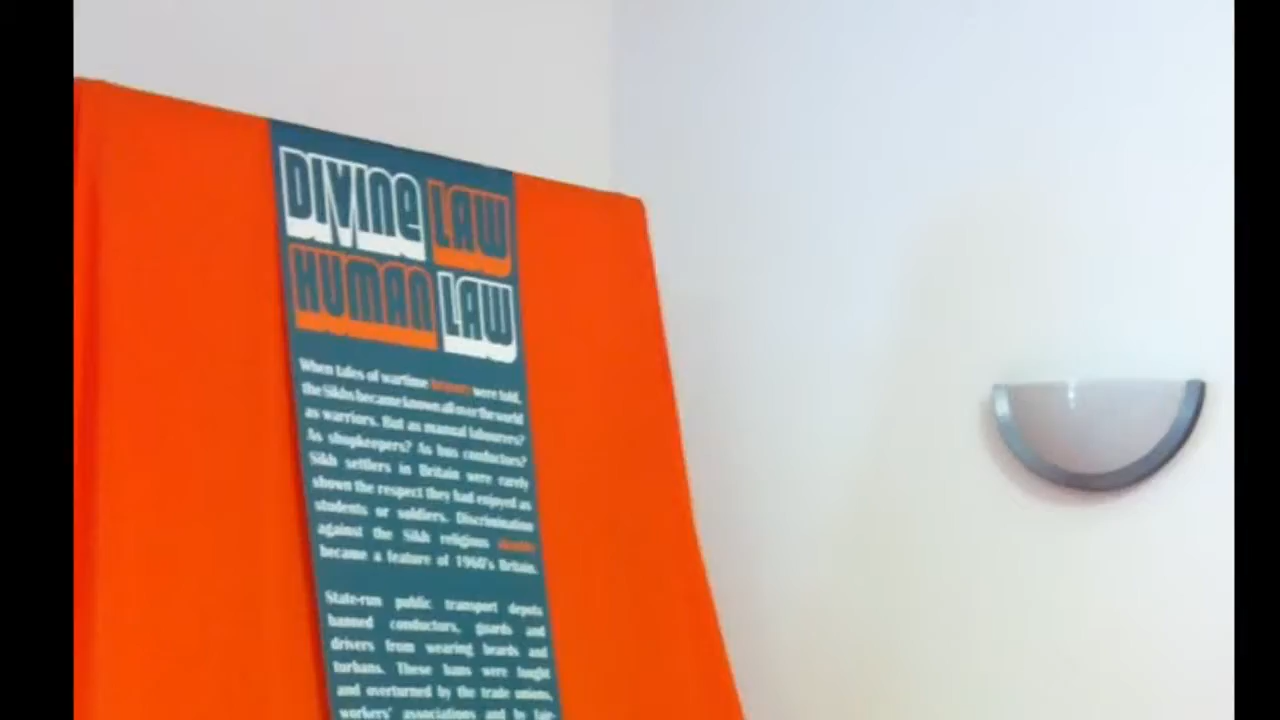 DIVINE LAW
HUMAN LAW
When tales of wartime bravery were told,
the Sikhs became known all over the world
as warriors. But as manual labourers?
As shopkeepers? As bus conductors?
Sikh settlers in Britain were rarely
shown the respect they had enjoyed as
students or soldiers. Discrimination
against the Sikh religious identity
became a feature of 1960's Britain.
State-run public transport depots
banned conductors, guards and
drivers from wearing beards and
turbans. These bans were fought
and overturned by the trade unions,
workers' associations and by fair-